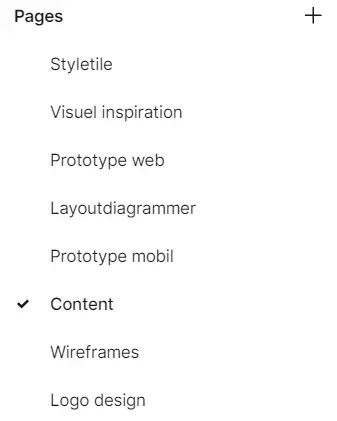 Pages
Styletile
Visuel inspiration
Prototype web
Layoutdiagrammer
Prototype mobil
Content
Wireframes
Logo design